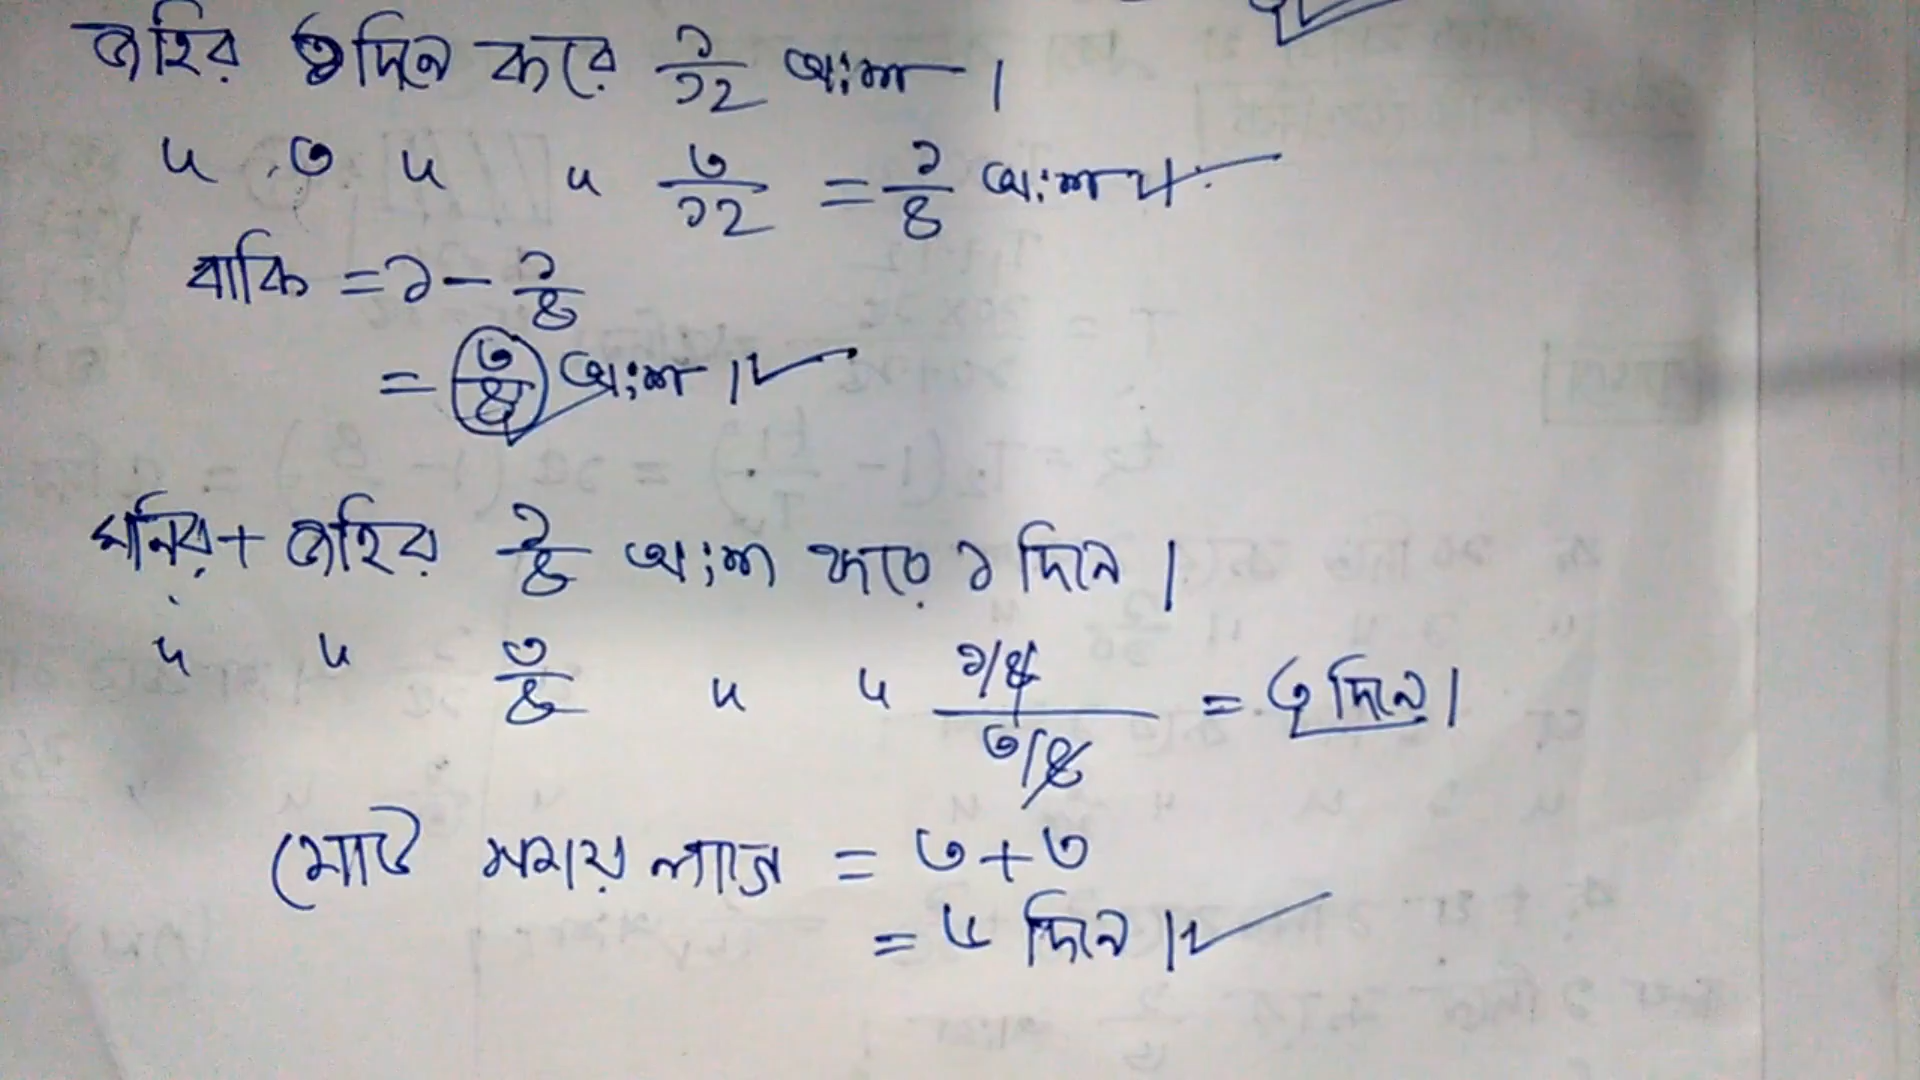 জহির ১ দিনে করে ১/১২ অংশ।
" ৩ " " ৩/১২ = ১/৪ অংশ।
বাকি = ১ - ১/৪
= ৩/৪ অংশ।
মনির + জহির ১/৪ অংশ করে ১ দিনে।
" " ৩/৪ " " ১/৪ / ৩/৪ = ৩ দিনে।
মোট সময় লাগে = ৩+৩
= ৬ দিন।